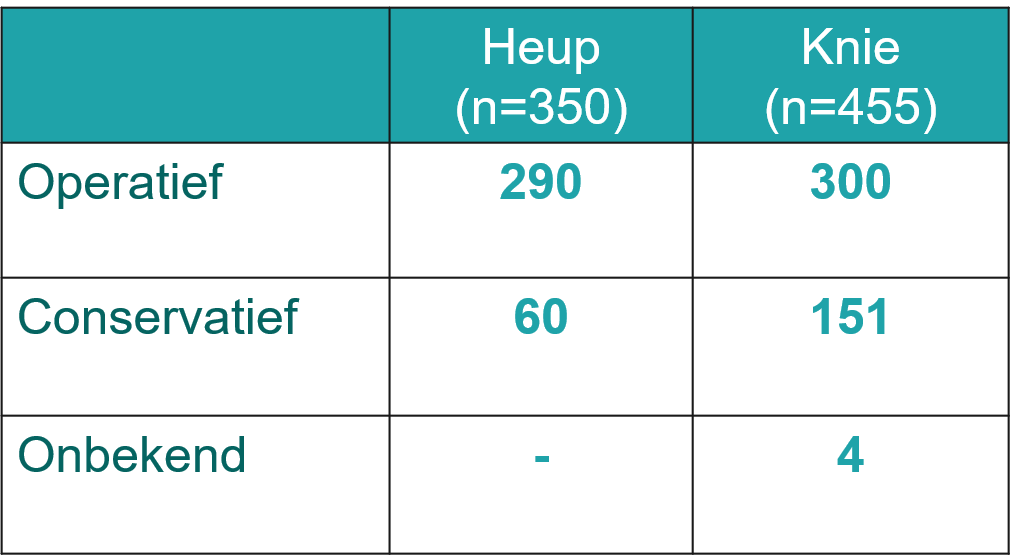 Heup Knie
(n=350) (n=455)
Operatief 290 300
Conservatief 60 151
Onbekend - 4